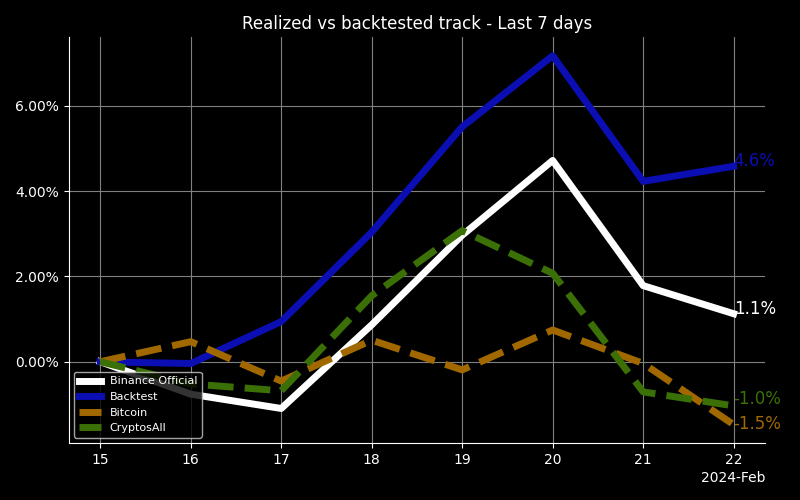 Realized vs backtested track - Last 7 days
6.00%
4.00%
2.00%
0.00%
4.6%
1.1%
-1.0%
-1.5%
Binance Official
Backtest
Bitcoin
CryptosAll
15 16 17 18 19 20 21 22
2024-Feb